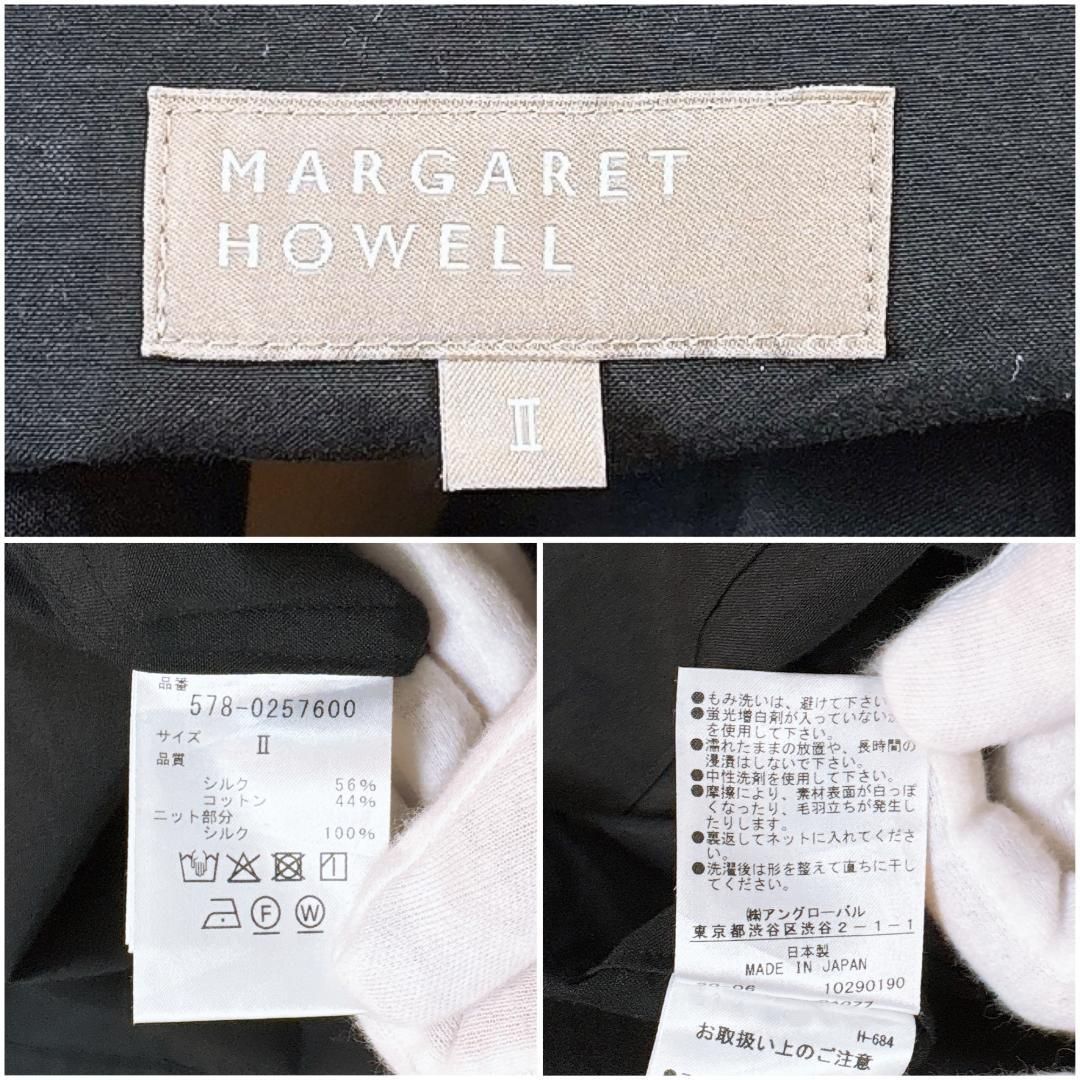 MARGARET
HOWELL
II
品番
578-0257600
サイズ II
品質
シルク 56%
コットン 44%
ニット部分
シルク 100%
F W
●もみ洗いは、避けて下さい
●蛍光増白剤が入っていない
を使用して下さい。
●濡れたままの放置や、長時間の
浸漬はしないで下さい。
●中性洗剤を使用して下さい。
●摩擦により、素材表面が白っぽ
くなったり、毛羽立ちが発生し
たりします。
●裏返してネットに入れてくださ
い。
●洗濯後は形を整えて直ちに干し
てください。
㈱アングローバル
東京都渋谷区渋谷2-1-1
日本製
MADE IN JAPAN
10290190
H-684
お取扱い上のご注意